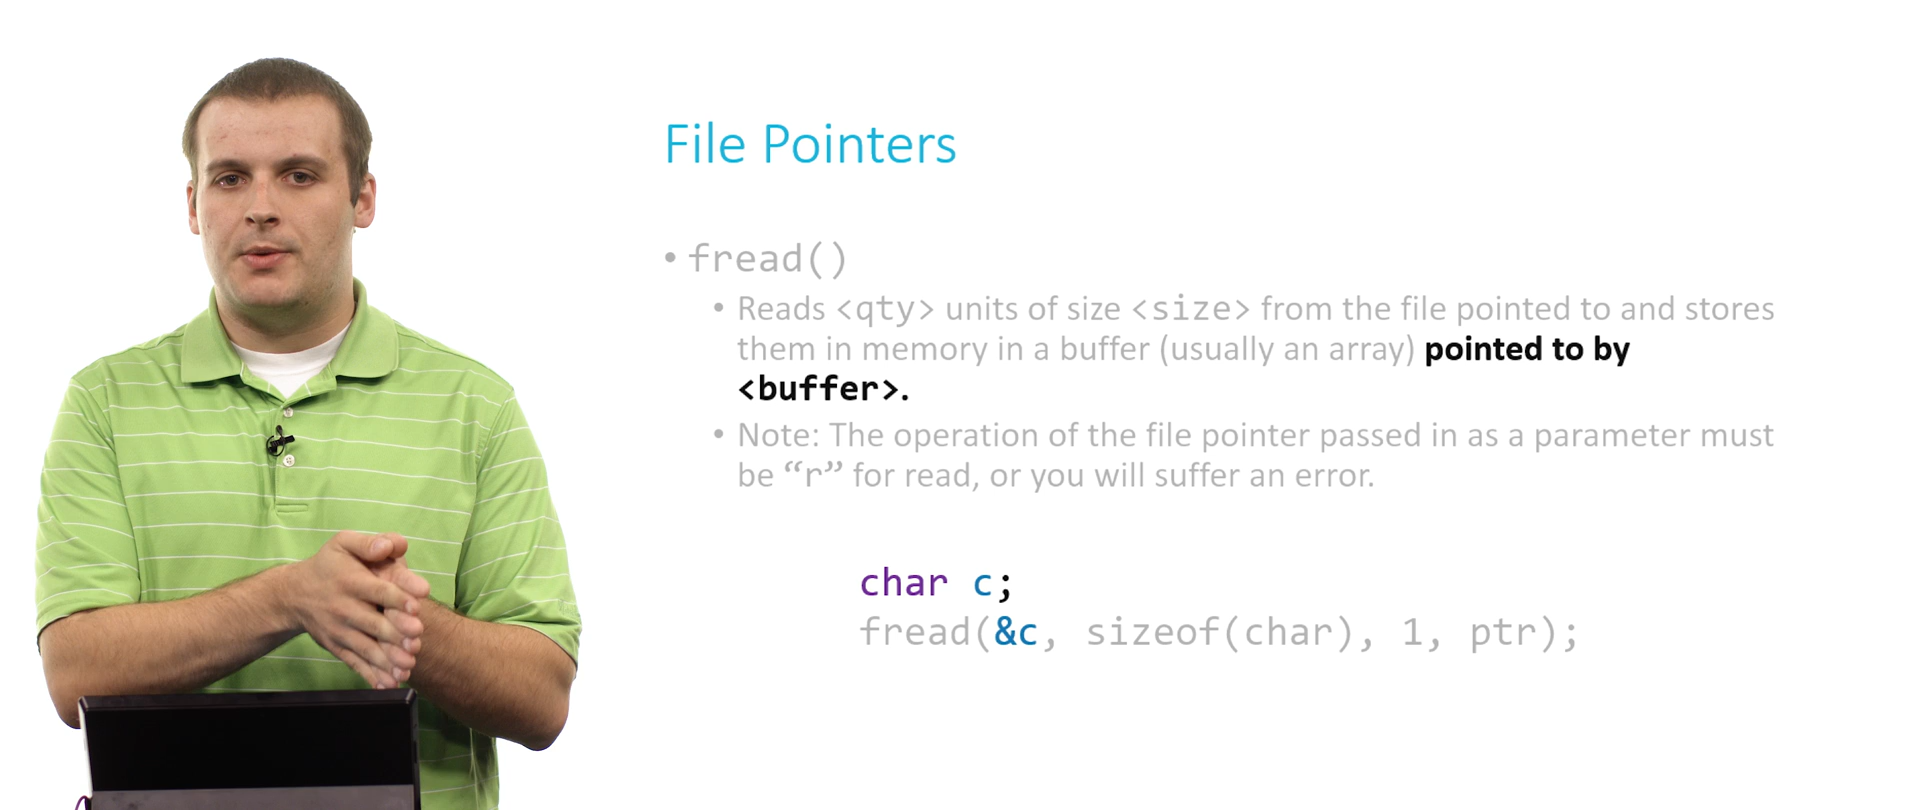 File Pointers
• fread()
• Reads <qty> units of size <size> from the file pointed to and stores
them in memory in a buffer (usually an array) pointed to by
<buffer>.
• Note: The operation of the file pointer passed in as a parameter must
be “r” for read, or you will suffer an error.
char c;
fread(&c, sizeof(char), 1, ptr);